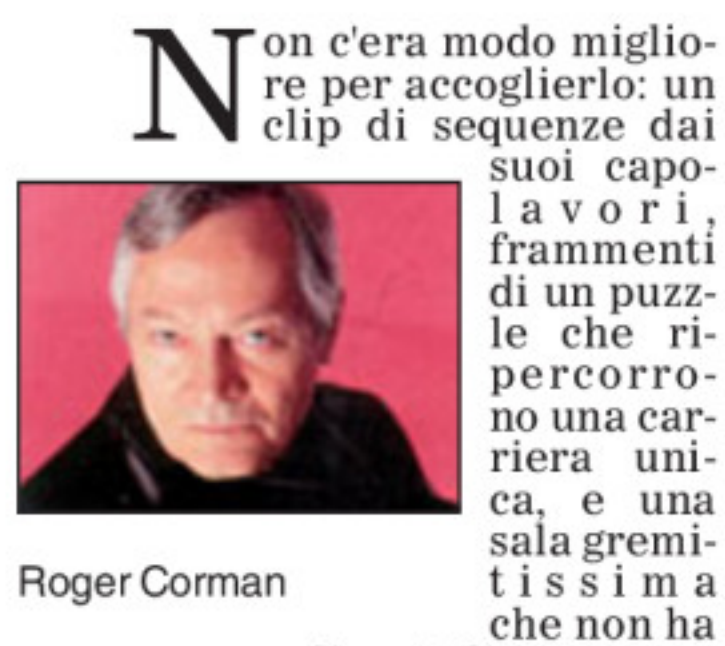 Non c'era modo miglio-
re per accoglierlo: un
clip di sequenze dai
suoi capo-
lavori,
frammenti
di un puzz-
le che ri-
percorro-
no una car-
riera uni-
ca, e una
sala gremi-
tissima
che non ha
Roger Corman